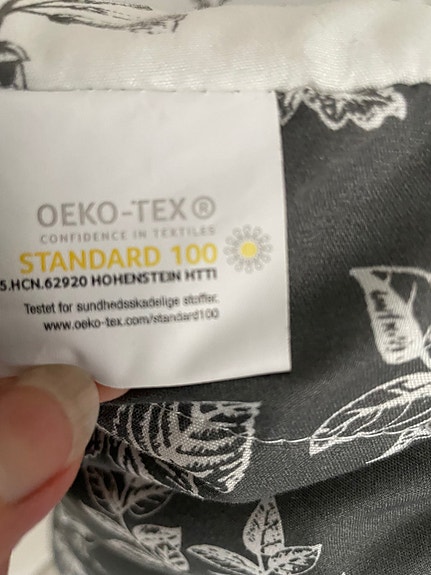 OEKO-TEX®
CONFIDENCE IN TEXTILES
STANDARD 100
5.HCN.62920 HOHENSTEIN HTTI
Testet for sundhedsskadelige stoffer.
www.oeko-tex.com/standard100